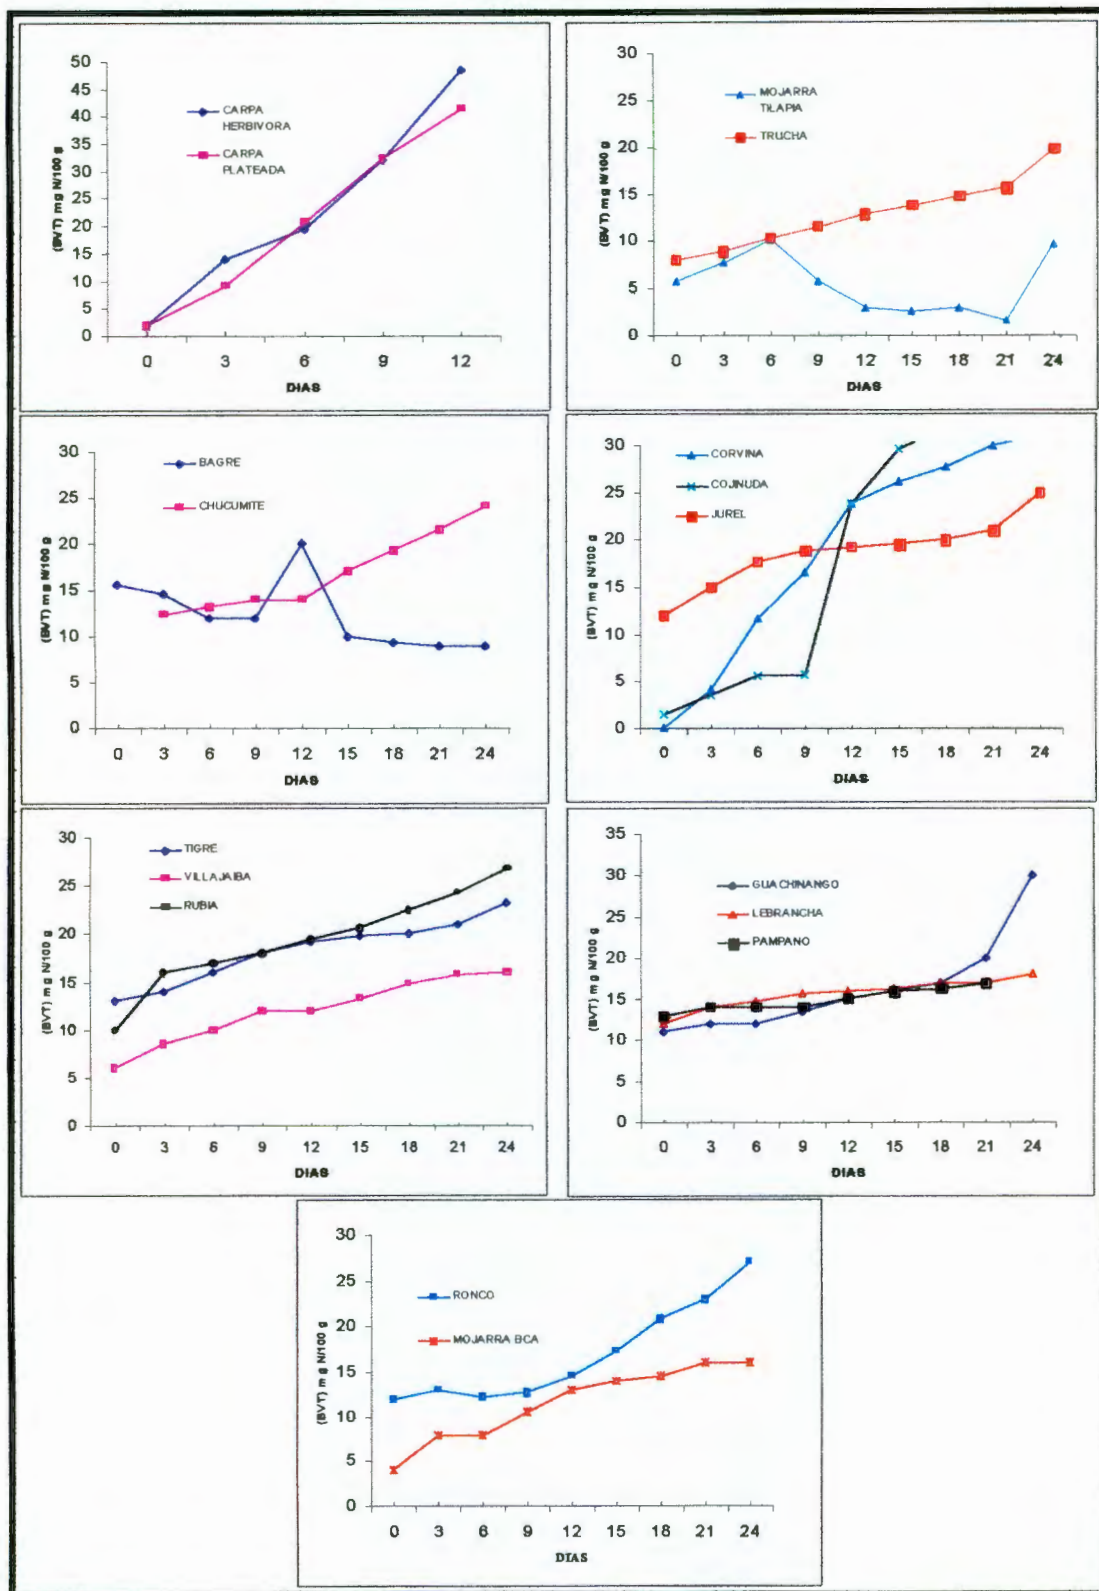 50
45
40
35
30
25
20
15
10
5
0
(BVT) mg N/100 g
CARPA
HERBIVORA
CARPA
PLATEADA
0 3 6 9 12
DIAS
30
25
20
15
10
5
0
(BVT) mg N/100 g
MOJARRA
TILAPIA
TRUCHA
0 3 6 9 12 15 18 21 24
DIAS
30
25
20
15
10
5
0
(BVT) mg N/100 g
BAGRE
CHUCUMITE
0 3 6 9 12 15 18 21 24
DIAS
30
25
20
15
10
5
0
(BVT) mg N/100 g
CORVINA
COJINUDA
JUREL
0 3 6 9 12 15 18 21 24
DIAS
30
25
20
15
10
5
0
(BVT) mg N/100 g
TIGRE
VILLAJAIBA
RUBIA
0 3 6 9 12 15 18 21 24
DIAS
35
30
25
20
15
10
5
0
(BVT) mg N/100 g
GUACHINANGO
LEBRANCHA
PAMPANO
0 3 6 9 12 15 18 21 24
DIAS
30
25
20
15
10
5
0
(BVT) mg N/100 g
RONCO
MOJARRA BCA
0 3 6 9 12 15 18 21 24
DIAS